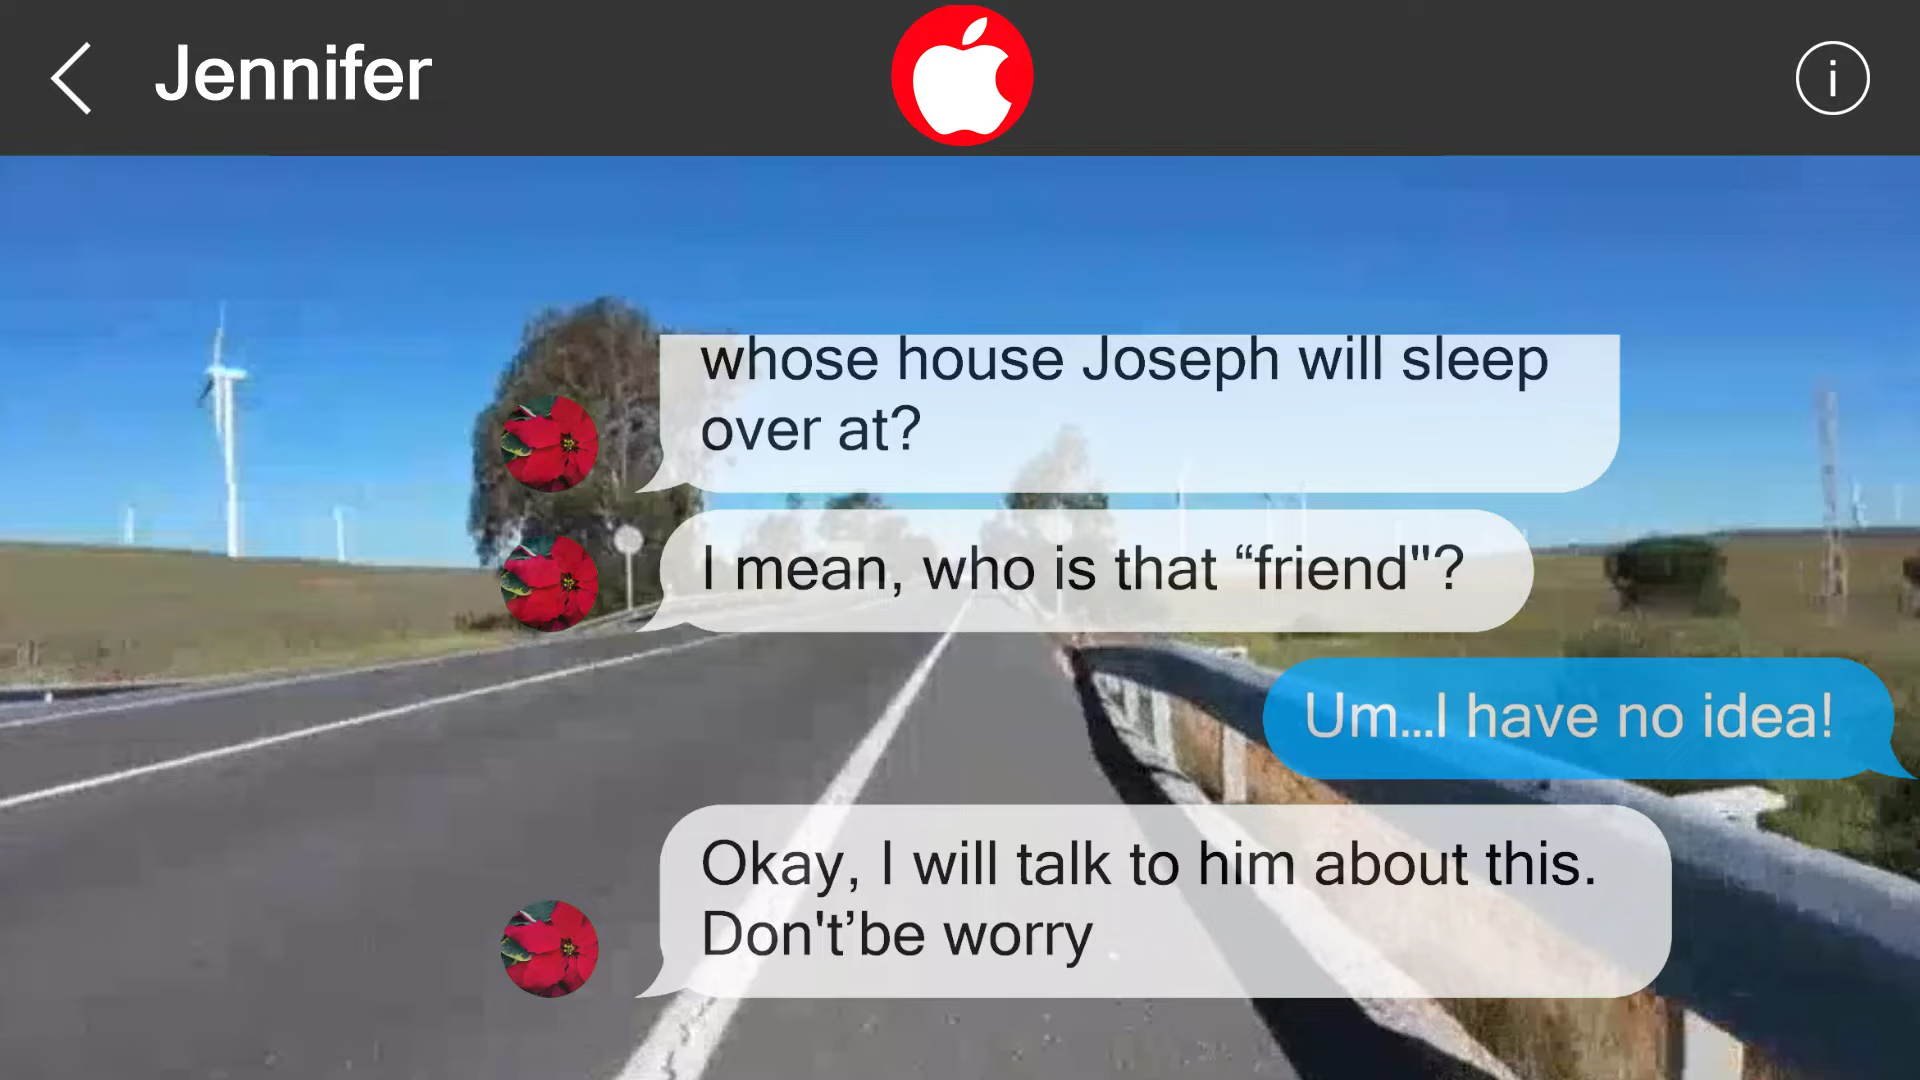 Jennifer
i
whose house Joseph will sleep
over at?
I mean, who is that “friend"?
Um...I have no idea!
Okay, I will talk to him about this.
Don't’be worry